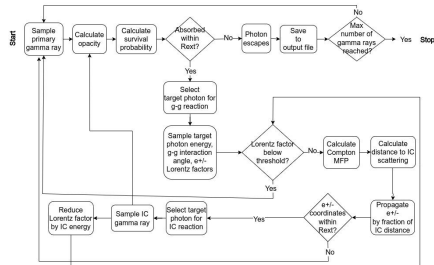 No
Start
Sample
primary
gamma ray
Calculate
opacity
Calculate
survival
probability
Absorbed
within
Rext?
No
Photon
escapes
Save
to
output file
Max
number of
gamma rays
reached?
Yes
Stop
Yes
Select
target photon for
g-g reaction
Sample target
photon energy,
g-g interaction
angle, e+/-
Lorentz factors
Lorentz factor
below
threshold?
No
Calculate
Compton
MFP
Calculate
distance to IC
scattering
Yes
Propagate
e+/-
by fraction of
IC distance
e+/-
coordinates
within
Rext?
Yes
Select target
photon for
IC reaction
Sample IC
gamma ray
Reduce
Lorentz factor
by IC energy
No